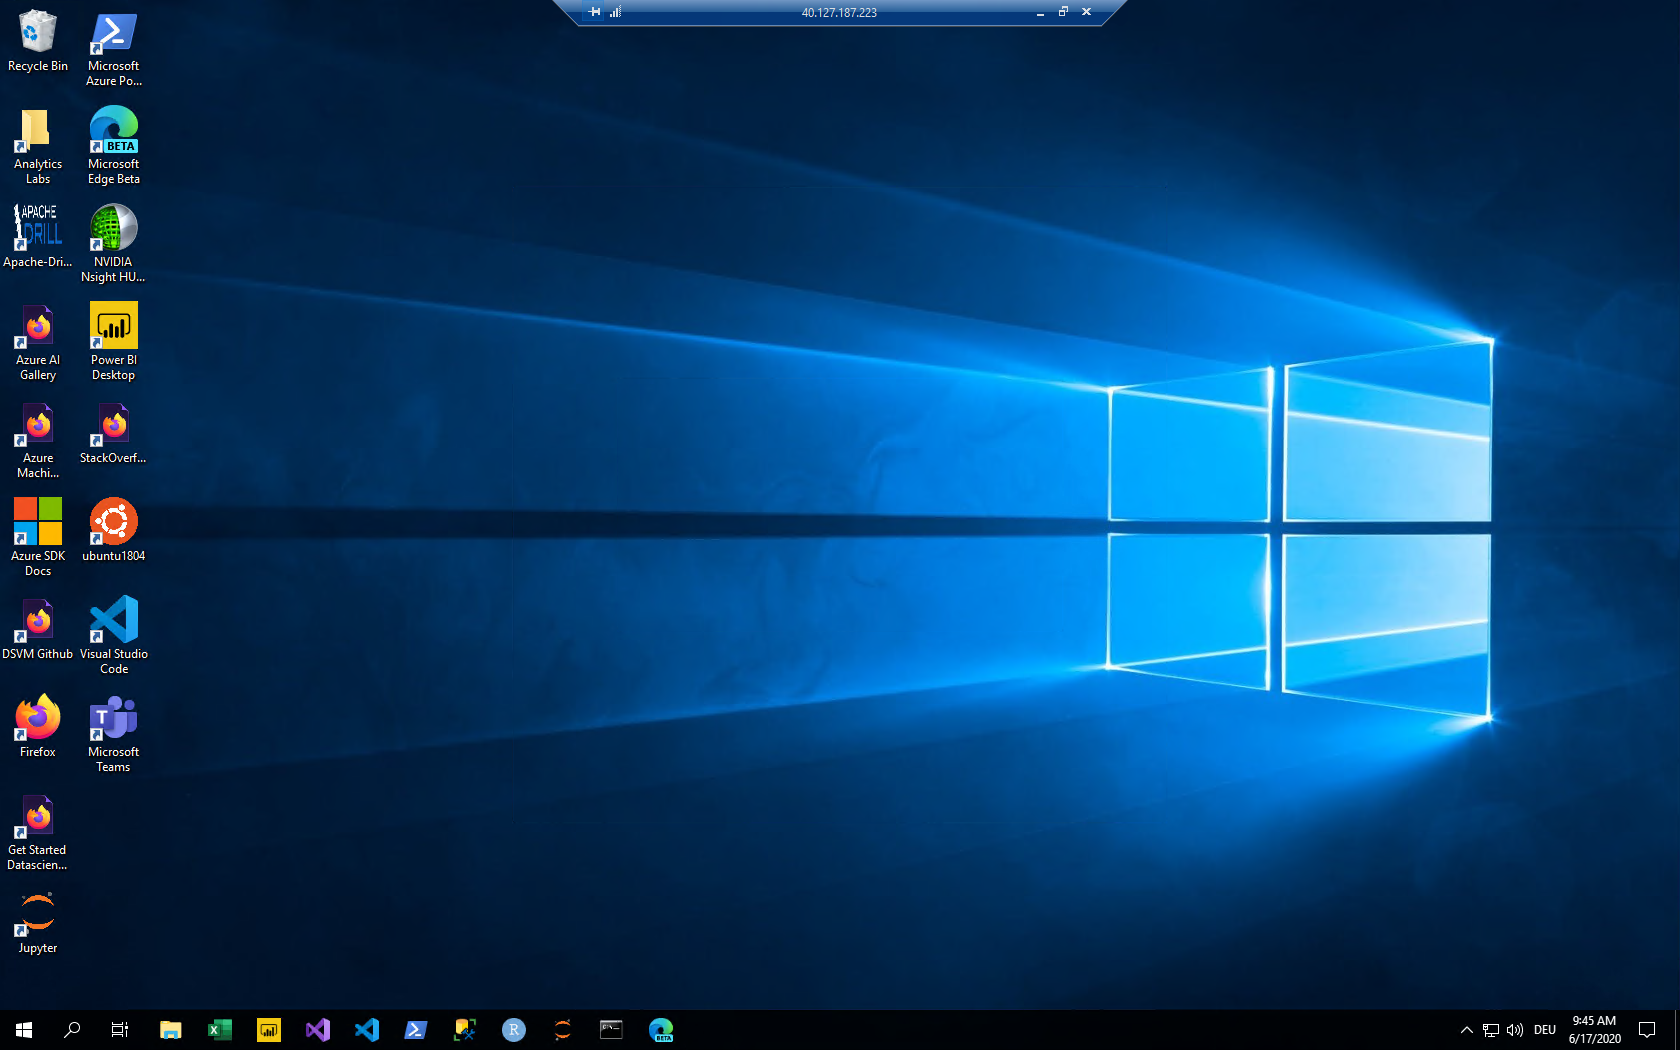 40.127.187.223
Recycle Bin
Microsoft
Azure Po...
Analytics
Labs
BETA
Microsoft
Edge Beta
APACHE
DRILL
Apache-Dri...
NVIDIA
Nsight HU...
Azure AI
Gallery
Power BI
Desktop
Azure
Machi...
StackOverf...
Azure SDK
Docs
ubuntu1804
DSVM Github
Visual Studio
Code
Firefox
T
Microsoft
Teams
Get Started
Datascien...
Jupyter
X
R
C:\_
BETA
DEU
9:45 AM
6/17/2020